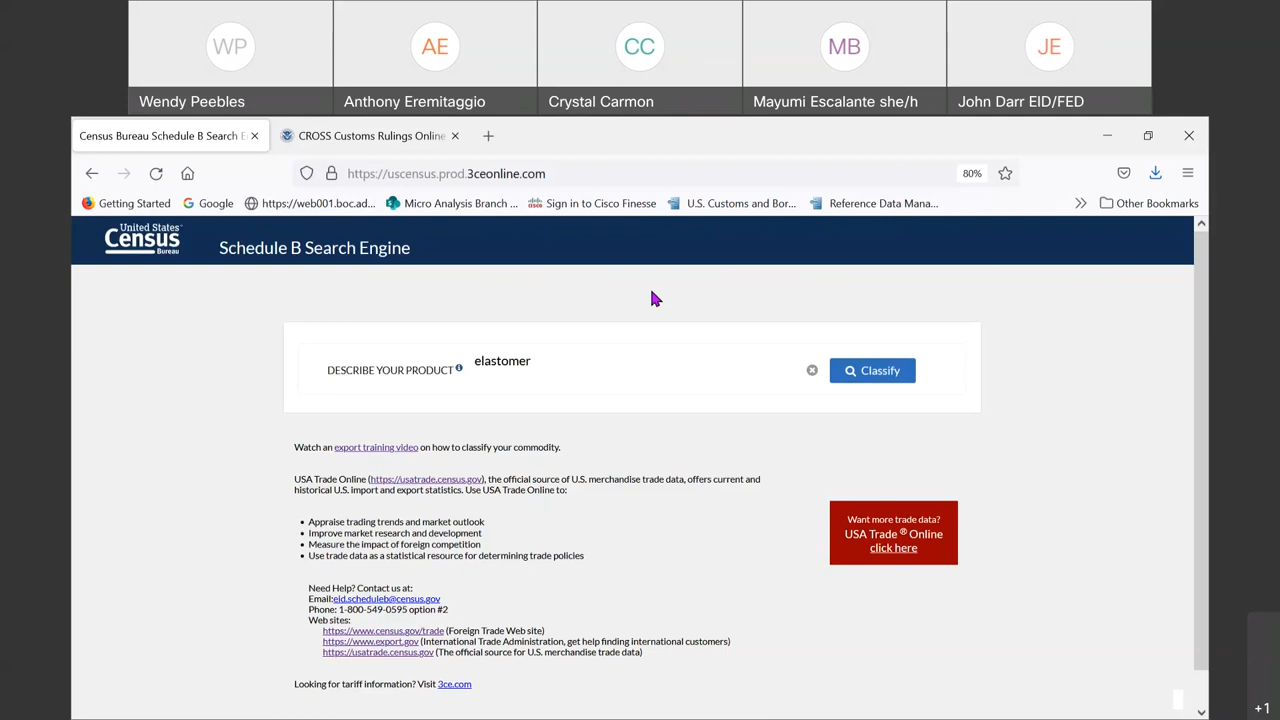 WP
AE
CC
MB
JE
Wendy Peebles
Anthony Eremitaggio
Crystal Carmon
Mayumi Escalante she/h
John Darr EID/FED
Census Bureau Schedule B Search E
CROSS Customs Rulings Online
https://uscensus.prod.3ceonline.com
80%
Getting Started
Google
https://web001.boc.ad...
Micro Analysis Branch ...
Sign in to Cisco Finesse
U.S. Customs and Bor...
Reference Data Mana...
Other Bookmarks
United States
Census
Bureau
Schedule B Search Engine
DESCRIBE YOUR PRODUCT
elastomer
Classify
Watch an export training video on how to classify your commodity.
USA Trade Online (https://usatrade.census.gov), the official source of U.S. merchandise trade data, offers current and
historical U.S. import and export statistics. Use USA Trade Online to:
• Appraise trading trends and market outlook
• Improve market research and development
• Measure the impact of foreign competition
• Use trade data as a statistical resource for determining trade policies
Want more trade data?
USA Trade ® Online
click here
Need Help? Contact us at:
Email:eid.scheduleb@census.gov
Phone: 1-800-549-0595 option #2
Web sites:
https://www.census.gov/trade (Foreign Trade Web site)
https://www.export.gov (International Trade Administration, get help finding international customers)
https://usatrade.census.gov (The official source for U.S. merchandise trade data)
Looking for tariff information? Visit 3ce.com
+1